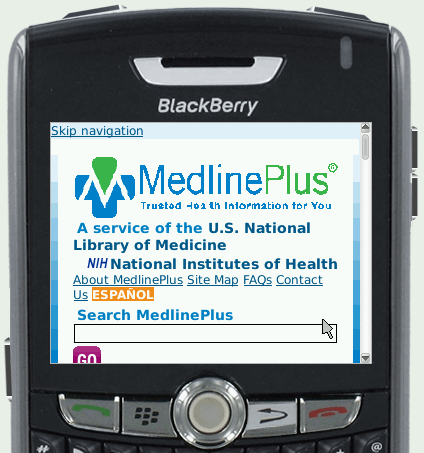 BlackBerry
Skip navigation
MedlinePlus©
Trusted Health Information for You
A service of the U.S. National
Library of Medicine
NIH National Institutes of Health
About MedlinePlus Site Map FAQs Contact
Us ESPAÑOL
Search MedlinePlus
GO
# @